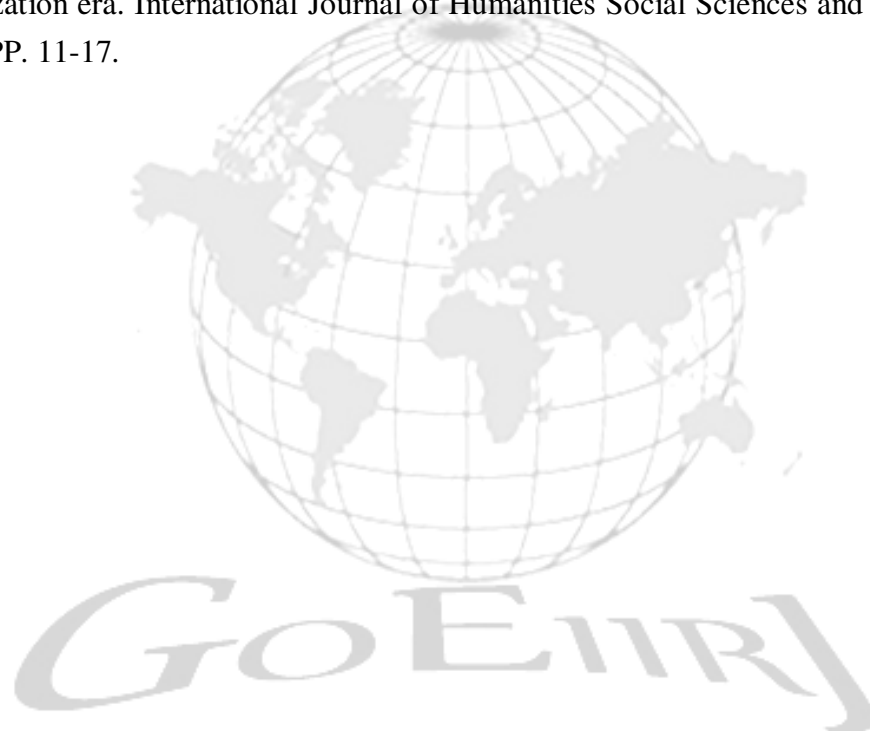 zation era. International Journal of Humanities Social Sciences and
PP. 11-17.
GOEIIRJ